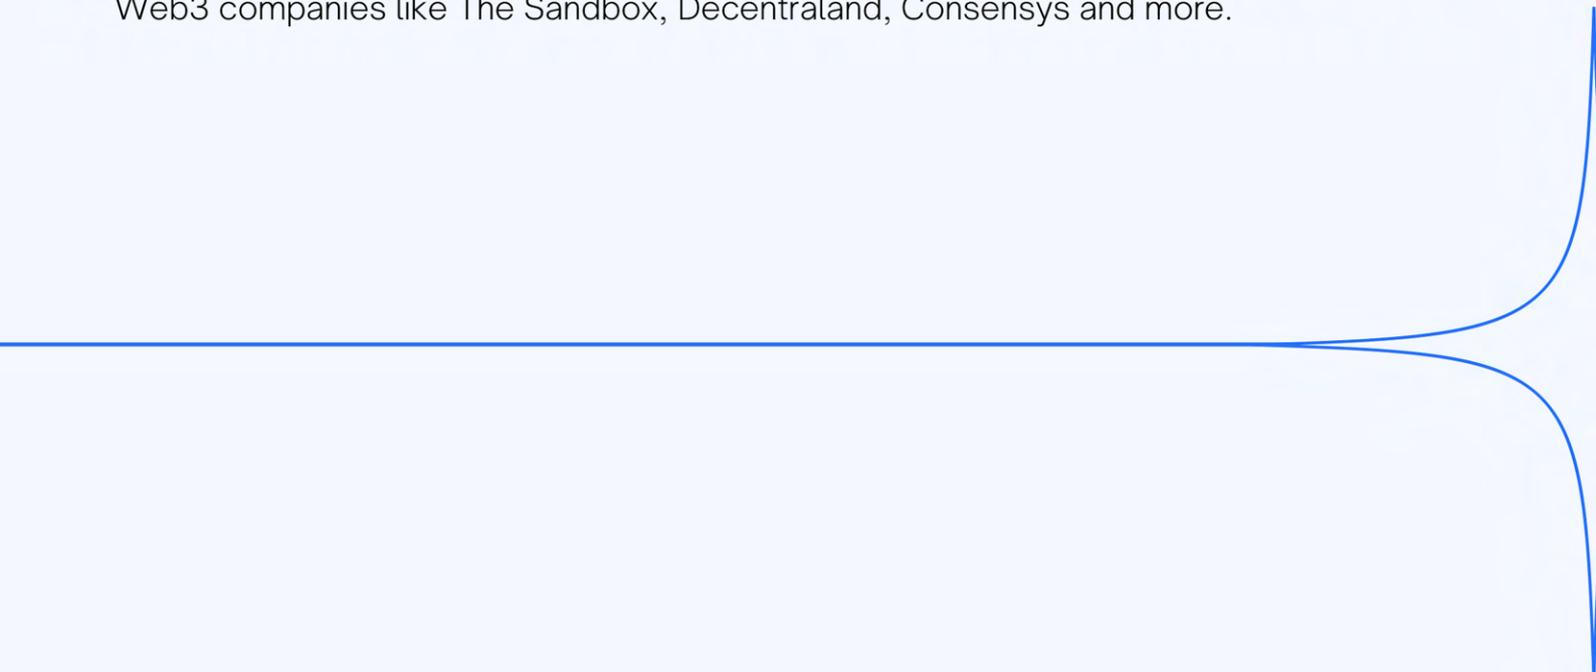 Web3 companies like The Sandbox, Decentraland, Consensys and more.